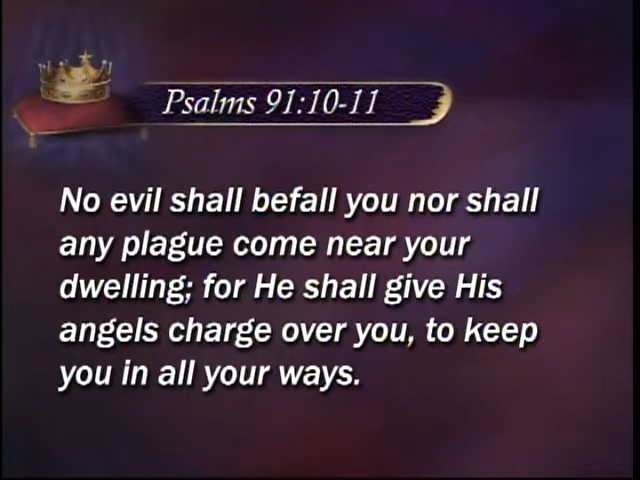 Psalms 91:10-11
No evil shall befall you nor shall
any plague come near your
dwelling; for He shall give His
angels charge over you, to keep
you in all your ways.